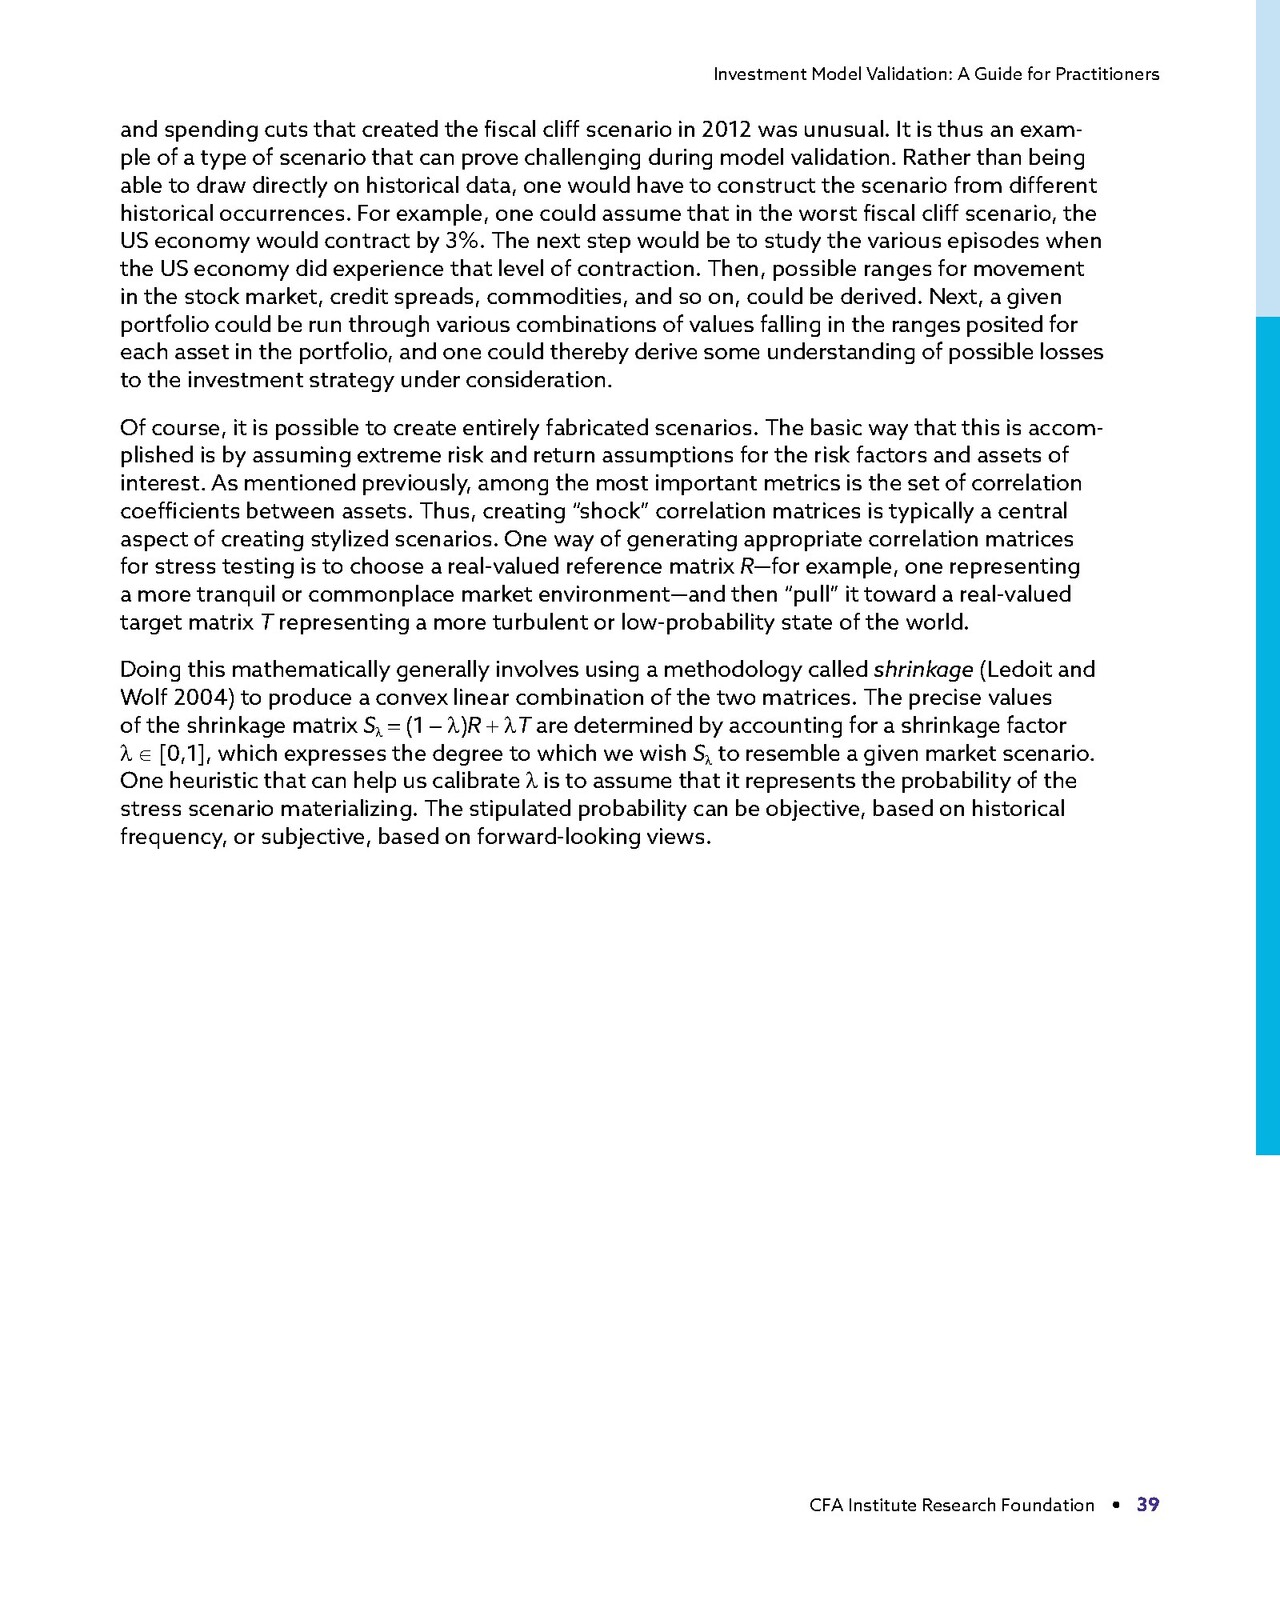 Investment Model Validation: A Guide for Practitioners
and spending cuts that created the fiscal cliff scenario in 2012 was unusual. It is thus an exam-
ple of a type of scenario that can prove challenging during model validation. Rather than being
able to draw directly on historical data, one would have to construct the scenario from different
historical occurrences. For example, one could assume that in the worst fiscal cliff scenario, the
US economy would contract by 3%. The next step would be to study the various episodes when
the US economy did experience that level of contraction. Then, possible ranges for movement
in the stock market, credit spreads, commodities, and so on, could be derived. Next, a given
portfolio could be run through various combinations of values falling in the ranges posited for
each asset in the portfolio, and one could thereby derive some understanding of possible losses
to the investment strategy under consideration.
Of course, it is possible to create entirely fabricated scenarios. The basic way that this is accom-
plished is by assuming extreme risk and return assumptions for the risk factors and assets of
interest. As mentioned previously, among the most important metrics is the set of correlation
coefficients between assets. Thus, creating “shock” correlation matrices is typically a central
aspect of creating stylized scenarios. One way of generating appropriate correlation matrices
for stress testing is to choose a real-valued reference matrix R—for example, one representing
a more tranquil or commonplace market environment—and then “pull” it toward a real-valued
target matrix T representing a more turbulent or low-probability state of the world.
Doing this mathematically generally involves using a methodology called shrinkage (Ledoit and
Wolf 2004) to produce a convex linear combination of the two matrices. The precise values
of the shrinkage matrix S_λ = (1 – λ)R + λT are determined by accounting for a shrinkage factor
λ ∈ [0,1], which expresses the degree to which we wish S_λ to resemble a given market scenario.
One heuristic that can help us calibrate λ is to assume that it represents the probability of the
stress scenario materializing. The stipulated probability can be objective, based on historical
frequency, or subjective, based on forward-looking views.
CFA Institute Research Foundation • 39